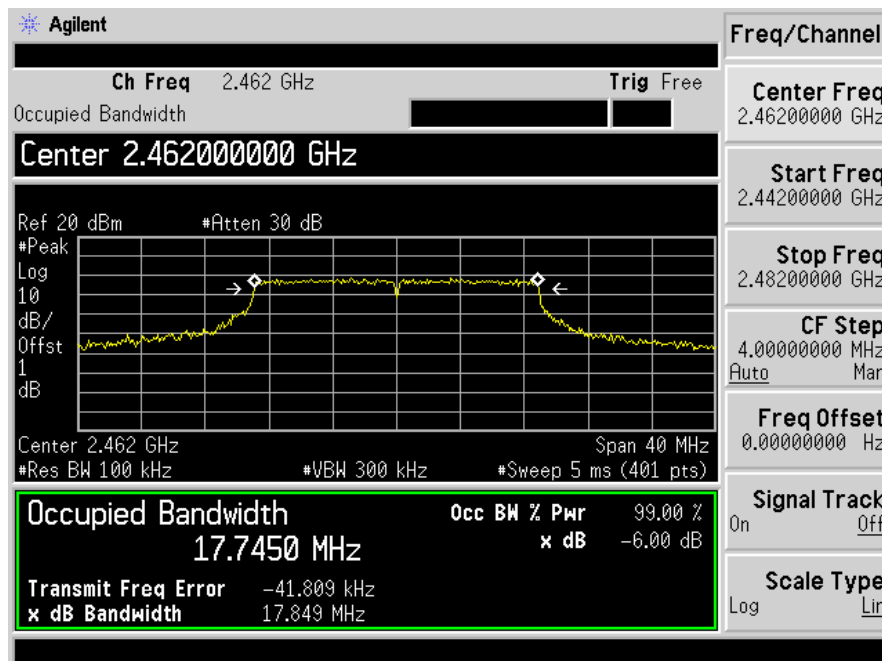 Agilent
Freq/Channel
Ch Freq 2.462 GHz Trig Free
Occupied Bandwidth
Center 2.462000000 GHz
Ref 20 dBm #Atten 30 dB
#Peak
Log
10
dB/
Offst
1
dB
Center 2.462 GHz Span 40 MHz
#Res BW 100 kHz #VBW 300 kHz #Sweep 5 ms (401 pts)
Occupied Bandwidth
17.7450 MHz
Occ BW % Pwr 99.00 %
x dB -6.00 dB
Transmit Freq Error -41.809 kHz
x dB Bandwidth 17.849 MHz
Center Freq
2.46200000 GHz
Start Freq
2.44200000 GHz
Stop Freq
2.48200000 GHz
CF Step
4.00000000 MHz
Auto Man
Freq Offset
0.00000000 Hz
Signal Track
On Off
Scale Type
Log Lin